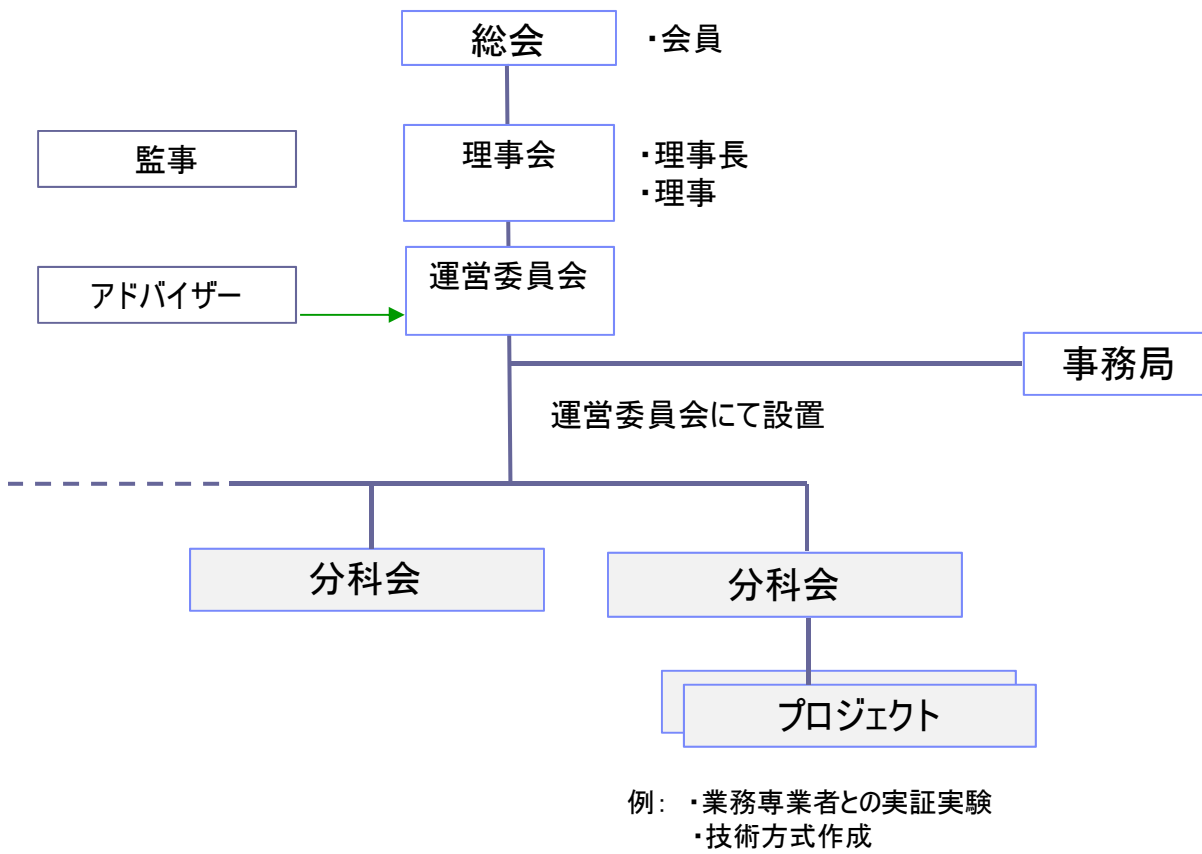 総会
・会員
監事
理事会
・理事長
・理事
アドバイザー
運営委員会
事務局
運営委員会にて設置
分科会
分科会
プロジェクト
例： ・業務専業者との実証実験
・技術方式作成